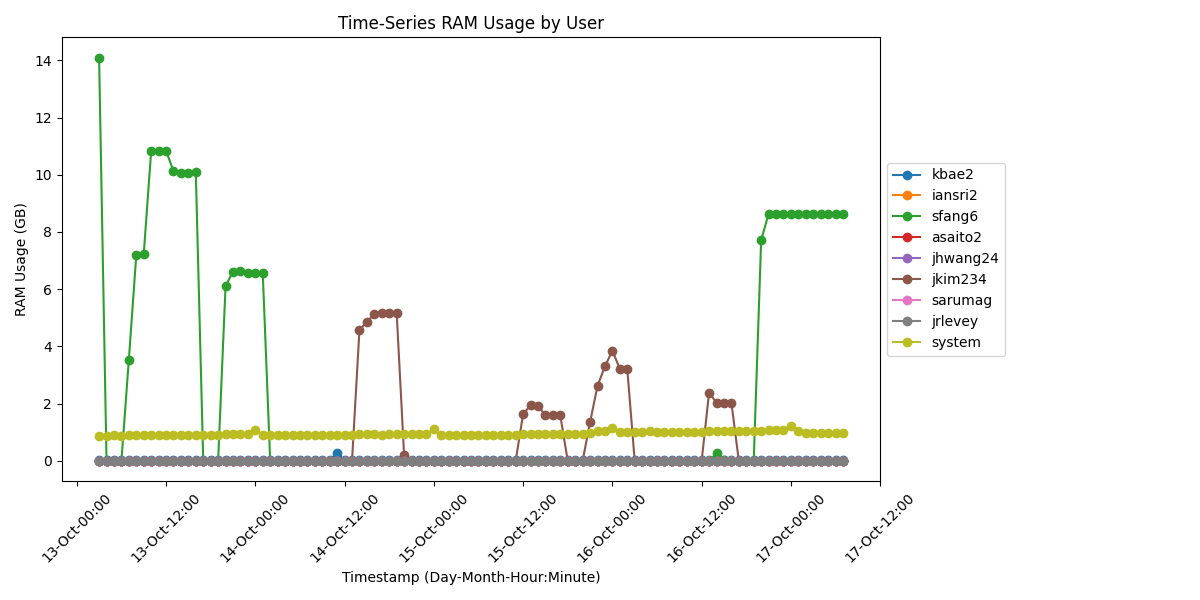 Time-Series RAM Usage by User
RAM Usage (GB)
14
12
10
8
6
4
2
0
13-Oct-00:00
13-Oct-12:00
14-Oct-00:00
14-Oct-12:00
15-Oct-00:00
15-Oct-12:00
16-Oct-00:00
16-Oct-12:00
17-Oct-00:00
17-Oct-12:00
Timestamp (Day-Month-Hour:Minute)
kbae2
iansri2
sfang6
asaito2
jhwang24
jkim234
sarumag
jrlevey
system